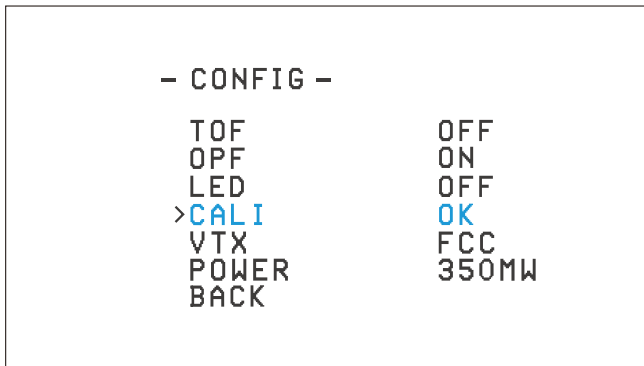 - CONFIG -
TOF OFF
OPF ON
LED OFF
>CALI OK
VTX FCC
POWER 350MW
BACK